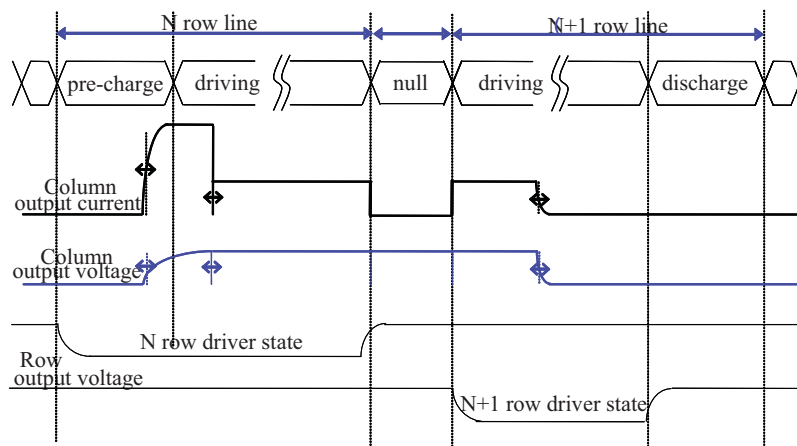 N row line
N+1 row line
pre-charge
driving
null
driving
discharge
Column
output current
Column
output voltage
N row driver state
Row
output voltage
N+1 row driver state